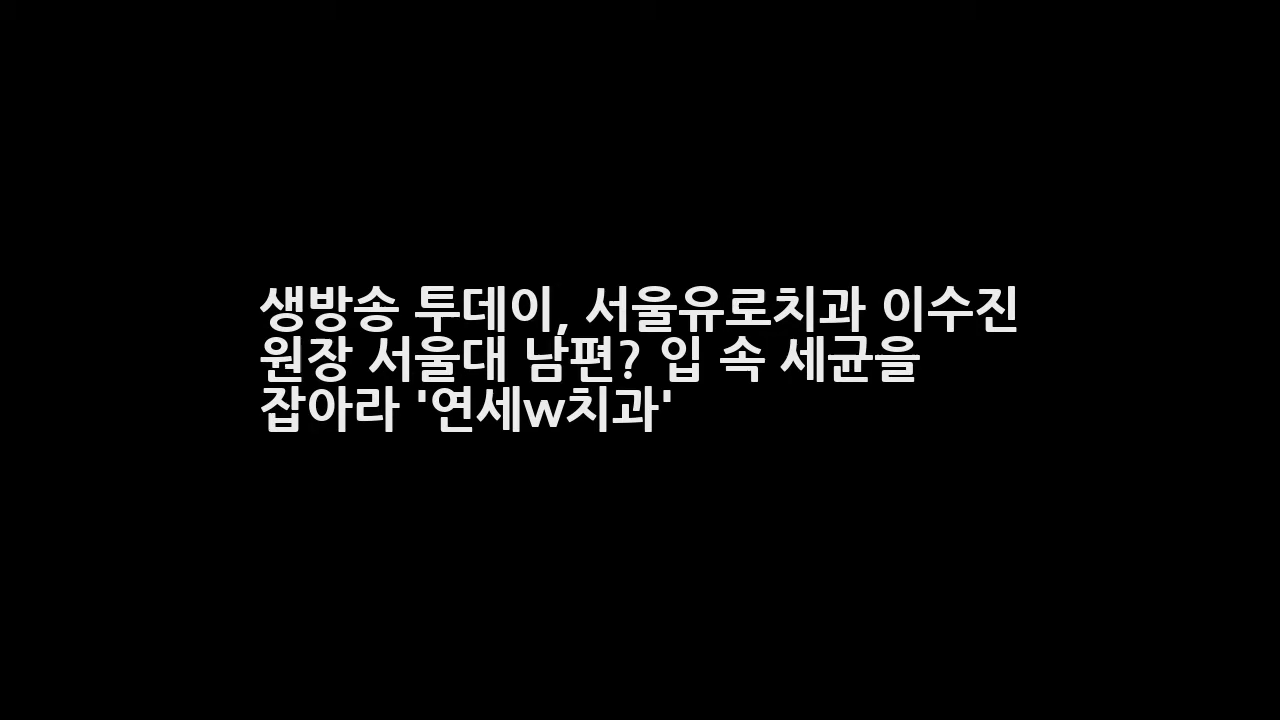 생방송 투데이, 서울유로치과 이수진
원장 서울대 남편? 입 속 세균을
잡아라 '연세w치과'